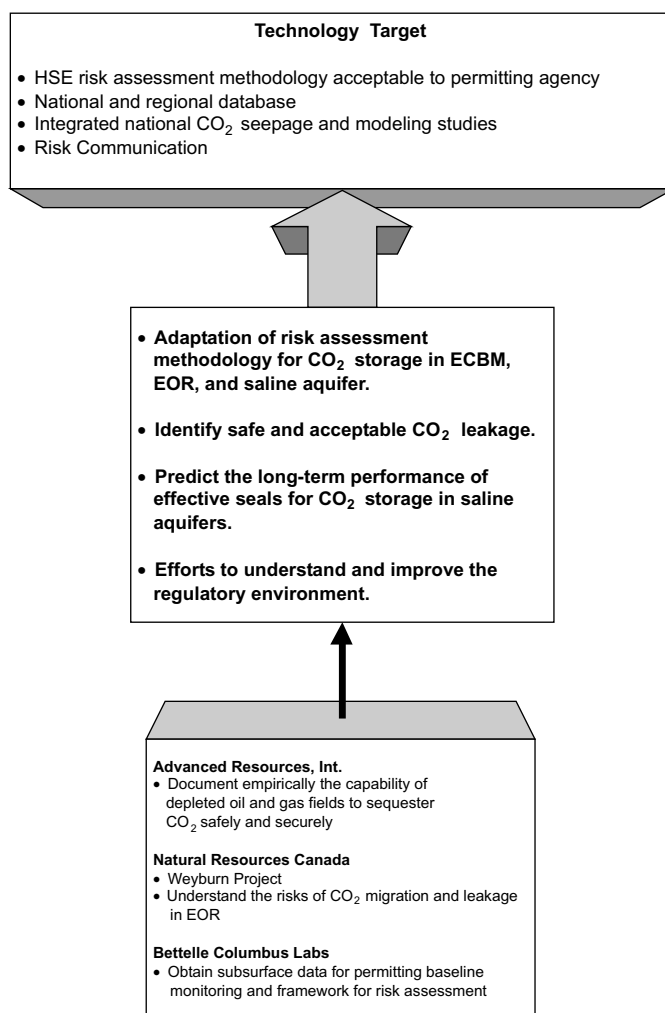 Technology Target
• HSE risk assessment methodology acceptable to permitting agency
• National and regional database
• Integrated national CO₂ seepage and modeling studies
• Risk Communication
• Adaptation of risk assessment
methodology for CO₂ storage in ECBM,
EOR, and saline aquifer.
• Identify safe and acceptable CO₂ leakage.
• Predict the long-term performance of
effective seals for CO₂ storage in saline
aquifers.
• Efforts to understand and improve the
regulatory environment.
Advanced Resources, Int.
• Document empirically the capability of
depleted oil and gas fields to sequester
CO₂ safely and securely
Natural Resources Canada
• Weyburn Project
• Understand the risks of CO₂ migration and leakage
in EOR
Bettelle Columbus Labs
• Obtain subsurface data for permitting baseline
monitoring and framework for risk assessment